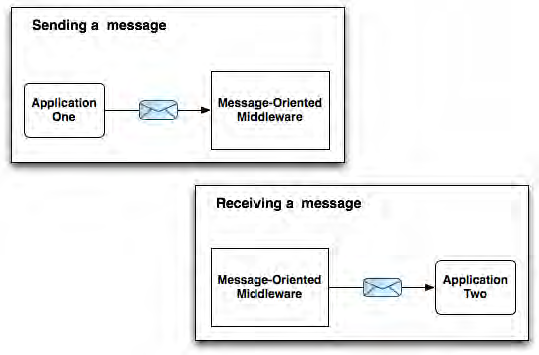 Sending a message
Application
One
Message-Oriented
Middleware
Receiving a message
Message-Oriented
Middleware
Application
Two